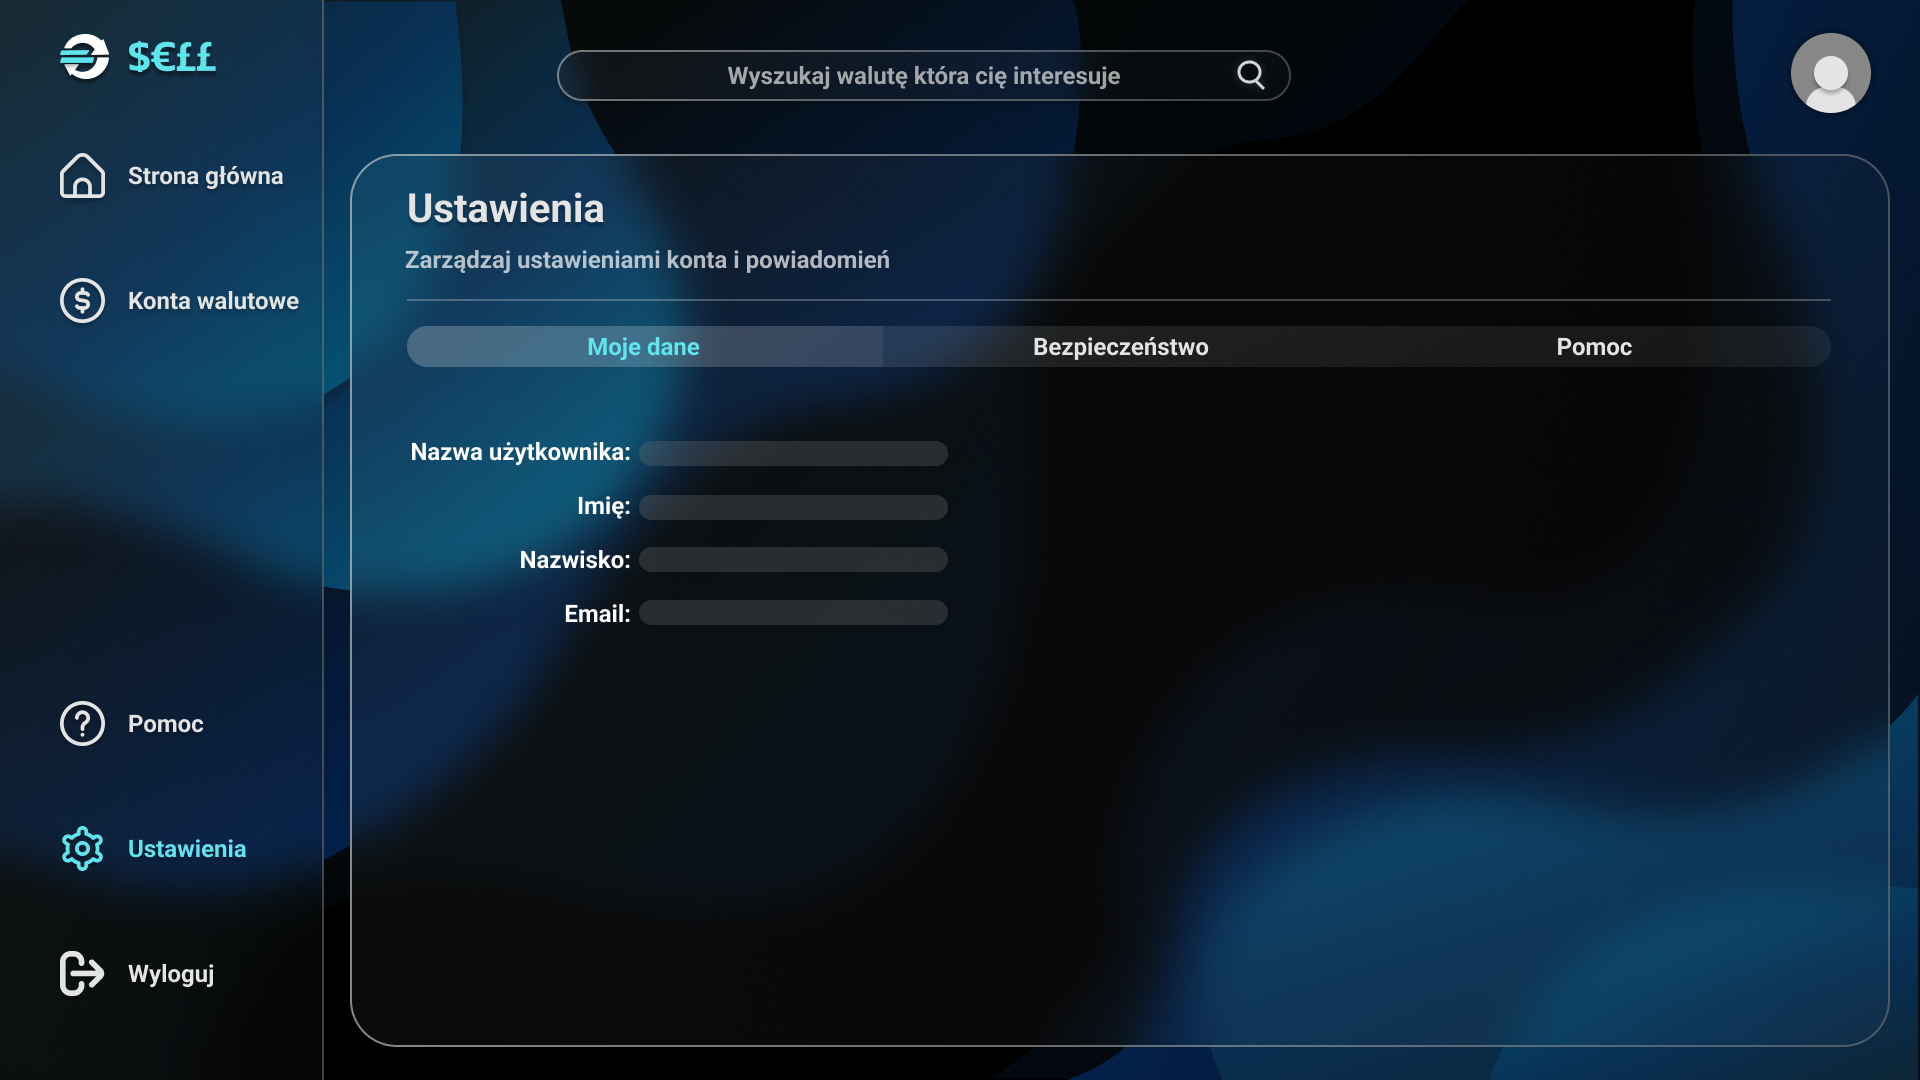 $€££
Wyszukaj walutę która cię interesuje
Strona główna
Konta walutowe
Pomoc
Ustawienia
Wyloguj
Ustawienia
Zarządzaj ustawieniami konta i powiadomień
Moje dane
Bezpieczeństwo
Pomoc
Nazwa użytkownika:
Imię:
Nazwisko:
Email: